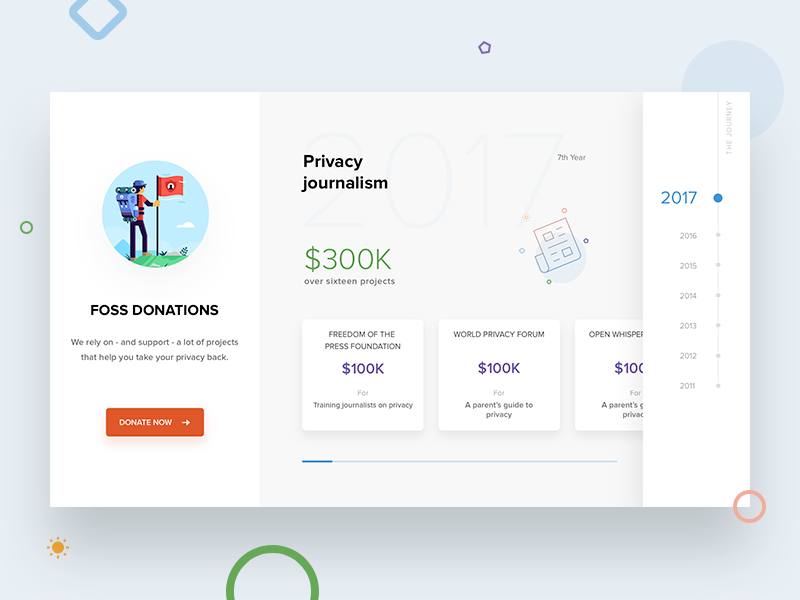 FOSS DONATIONS
We rely on - and support - a lot of projects
that help you take your privacy back.
DONATE NOW
2017
Privacy
journalism
7th Year
$300K
over sixteen projects
FREEDOM OF THE
PRESS FOUNDATION
$100K
For
Training journalists on privacy
WORLD PRIVACY FORUM
$100K
For
A parent's guide to
privacy
OPEN WHISPER
$100
For
A parent's g
privac
THE JOURNEY
2017
2016
2015
2014
2013
2012
2011